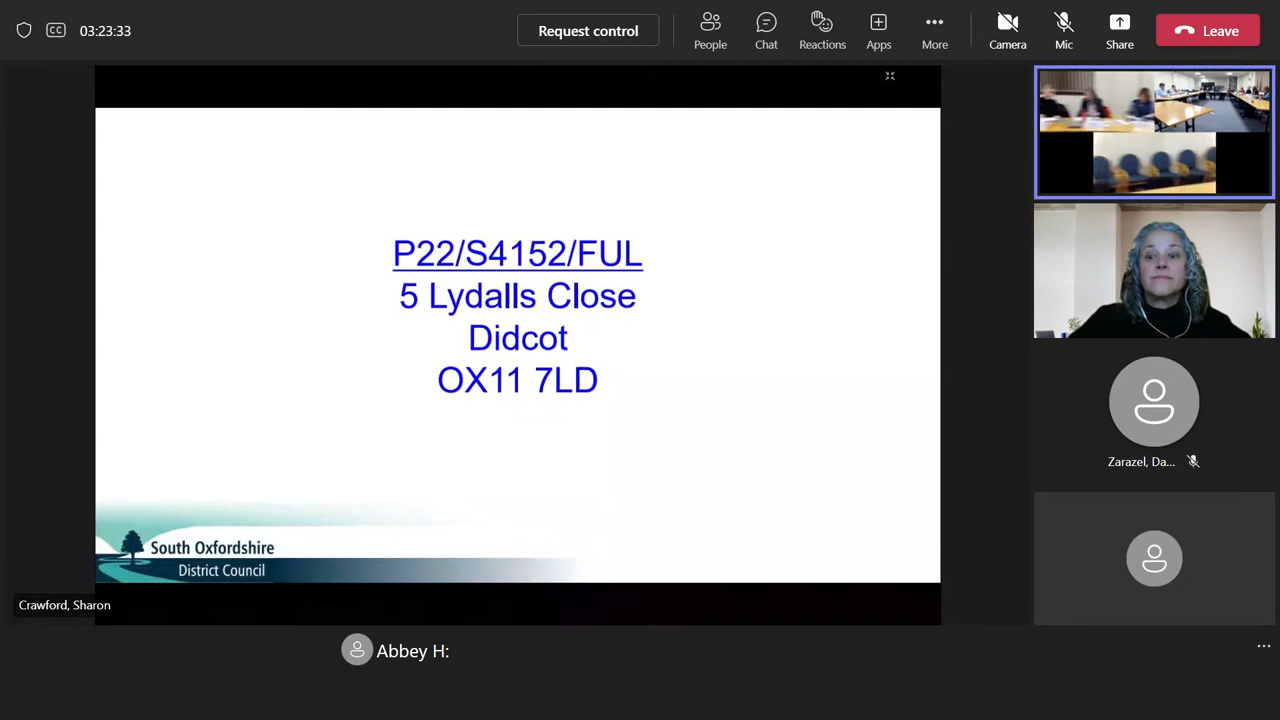 CC
03:23:33
Request control
People
Chat
Reactions
Apps
More
Camera
Mic
Share
Leave
P22/S4152/FUL
5 Lydalls Close
Didcot
OX11 7LD
South Oxfordshire
District Council
Crawford, Sharon
Zarazel, Da...
Abbey H: